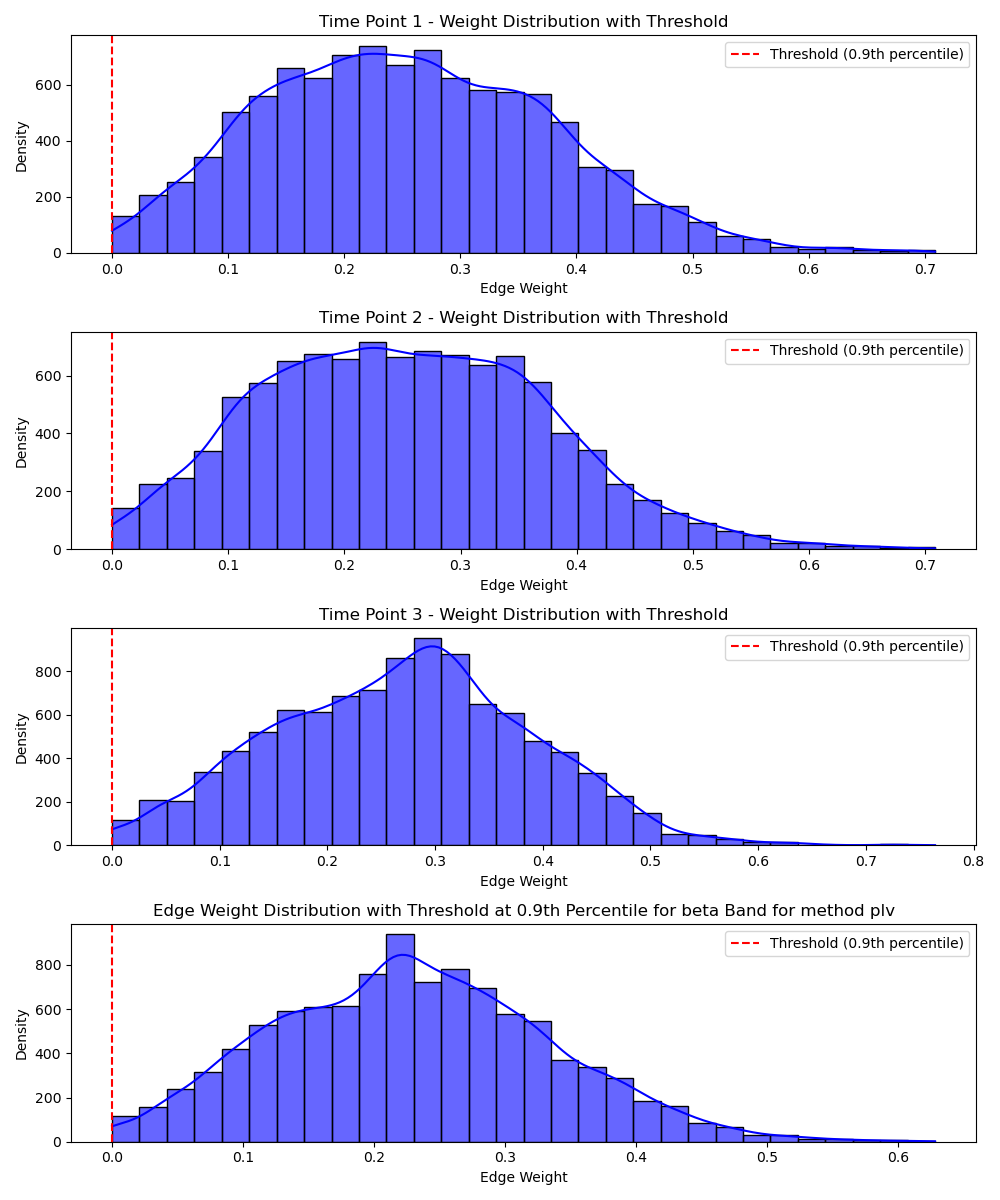 Time Point 1 - Weight Distribution with Threshold
Threshold (0.9th percentile)
Density
600
400
200
0
0.0 0.1 0.2 0.3 0.4 0.5 0.6 0.7
Edge Weight
Time Point 2 - Weight Distribution with Threshold
Threshold (0.9th percentile)
Density
600
400
200
0
0.0 0.1 0.2 0.3 0.4 0.5 0.6 0.7
Edge Weight
Time Point 3 - Weight Distribution with Threshold
Threshold (0.9th percentile)
Density
800
600
400
200
0
0.0 0.1 0.2 0.3 0.4 0.5 0.6 0.7 0.8
Edge Weight
Edge Weight Distribution with Threshold at 0.9th Percentile for beta Band for method plv
Threshold (0.9th percentile)
Density
800
600
400
200
0
0.0 0.1 0.2 0.3 0.4 0.5 0.6
Edge Weight